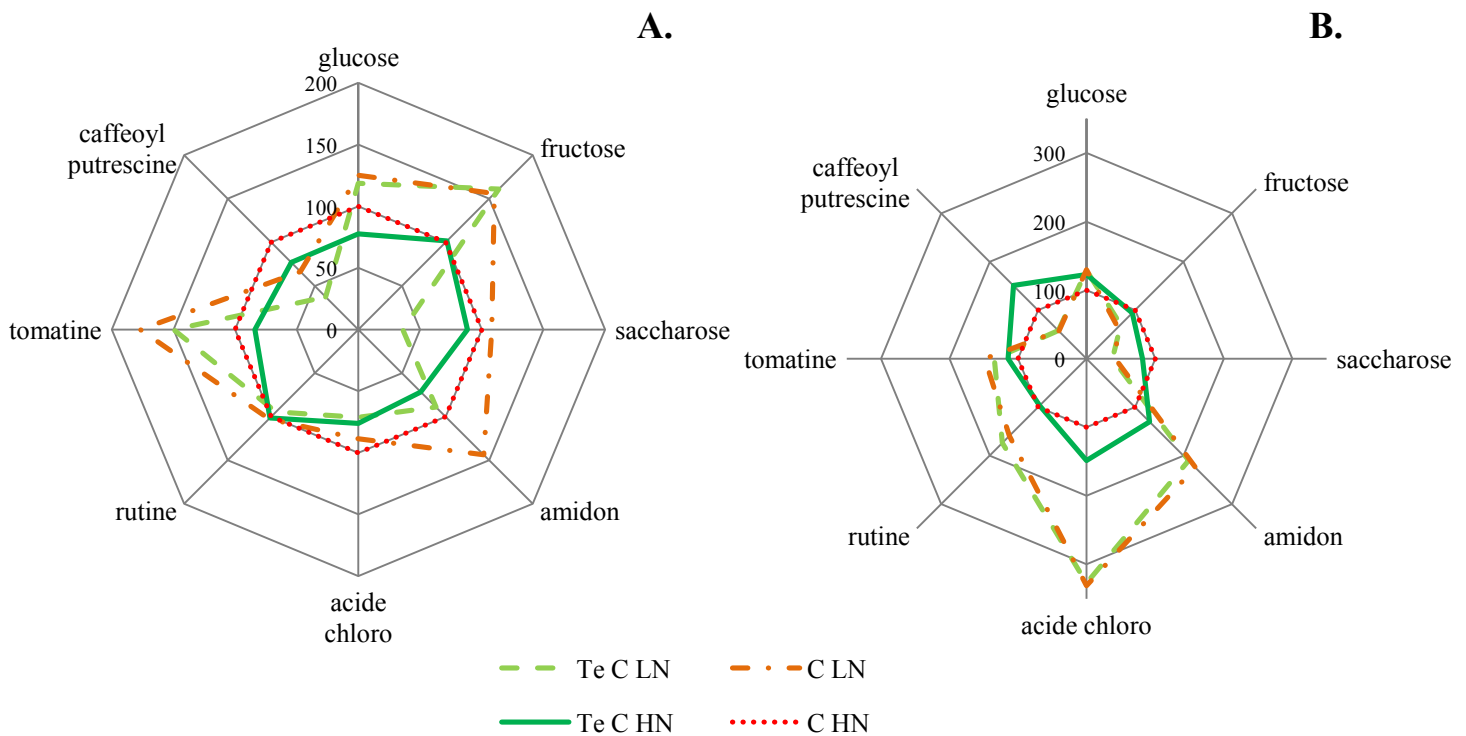 A.
glucose
200
150
100
50
0
fructose
saccharose
amidon
acide
chloro
rutine
tomatine
caffeoyl
putrescine
B.
glucose
300
200
100
0
fructose
saccharose
amidon
acide chloro
rutine
tomatine
caffeoyl
putrescine
Te C LN
C LN
Te C HN
C HN